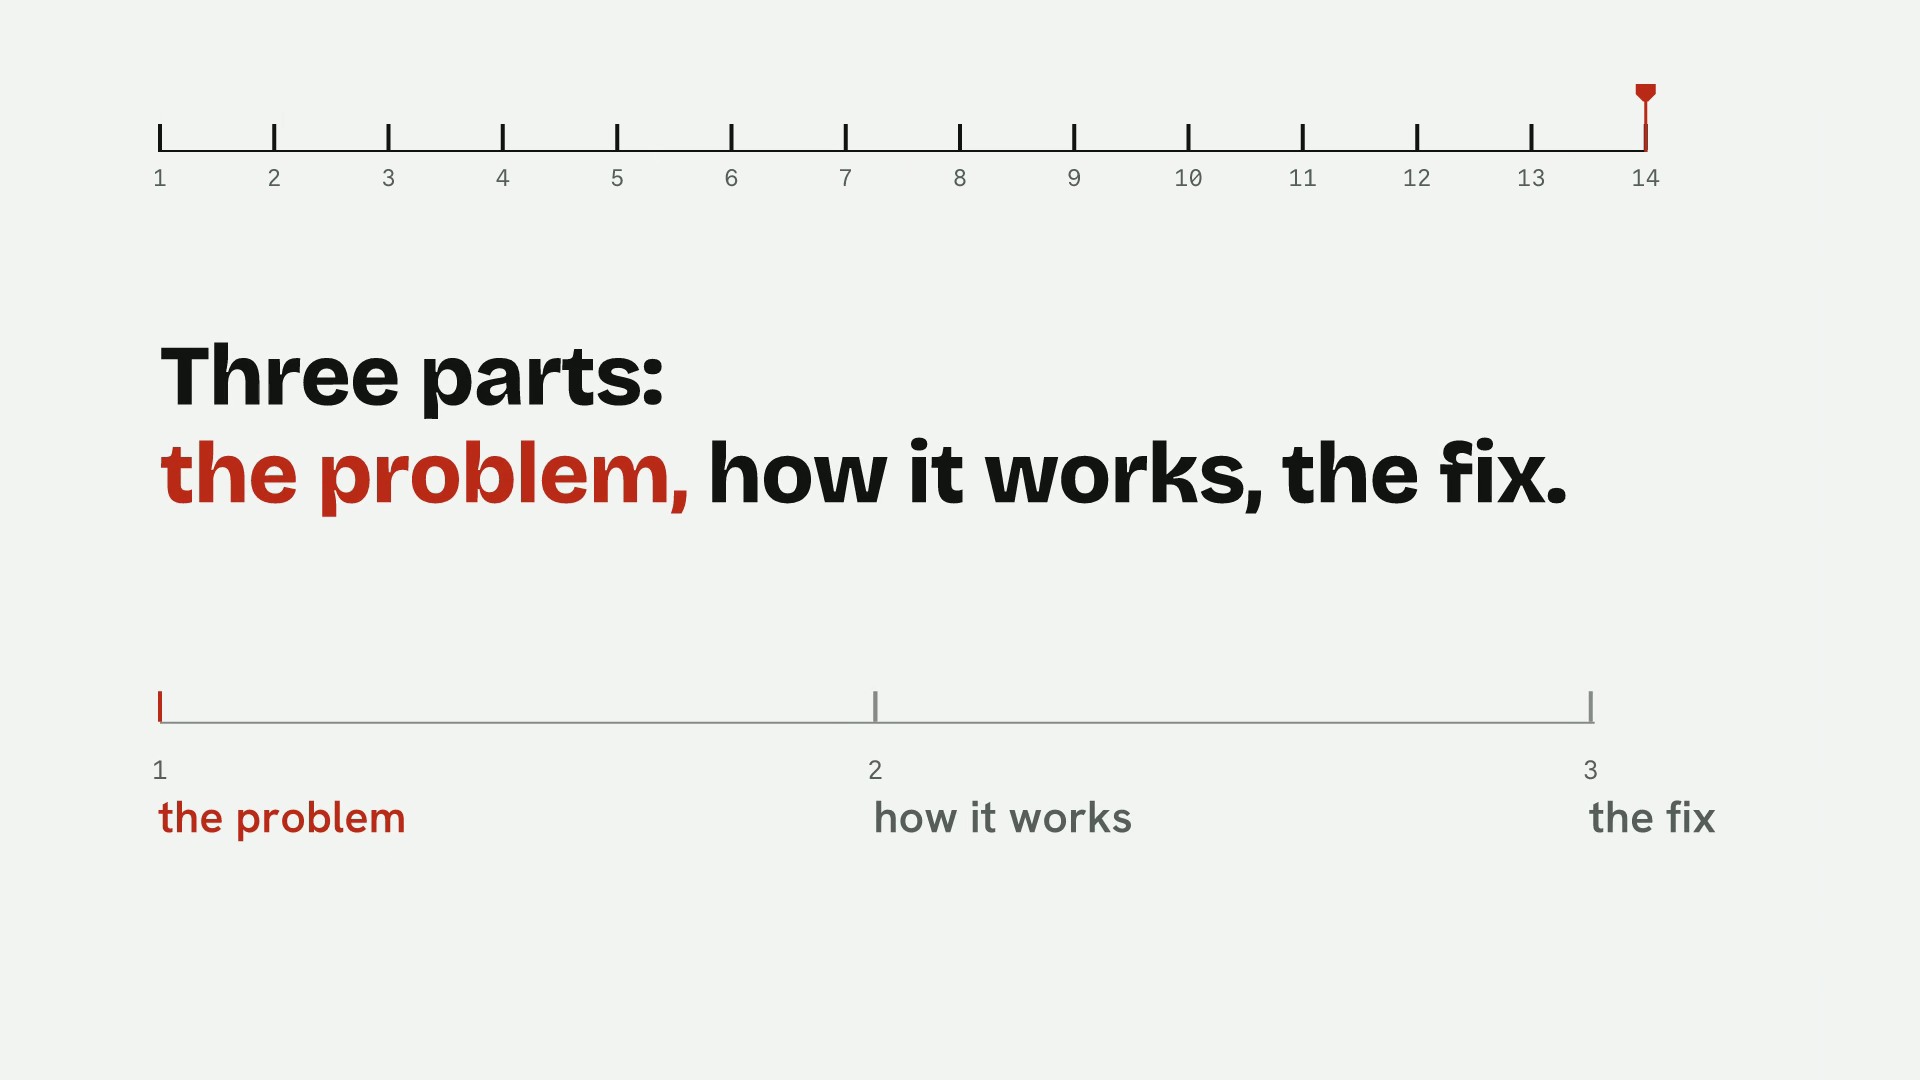 1 2 3 4 5 6 7 8 9 10 11 12 13 14
Three parts:
the problem, how it works, the fix.
1 2 3
the problem how it works the fix